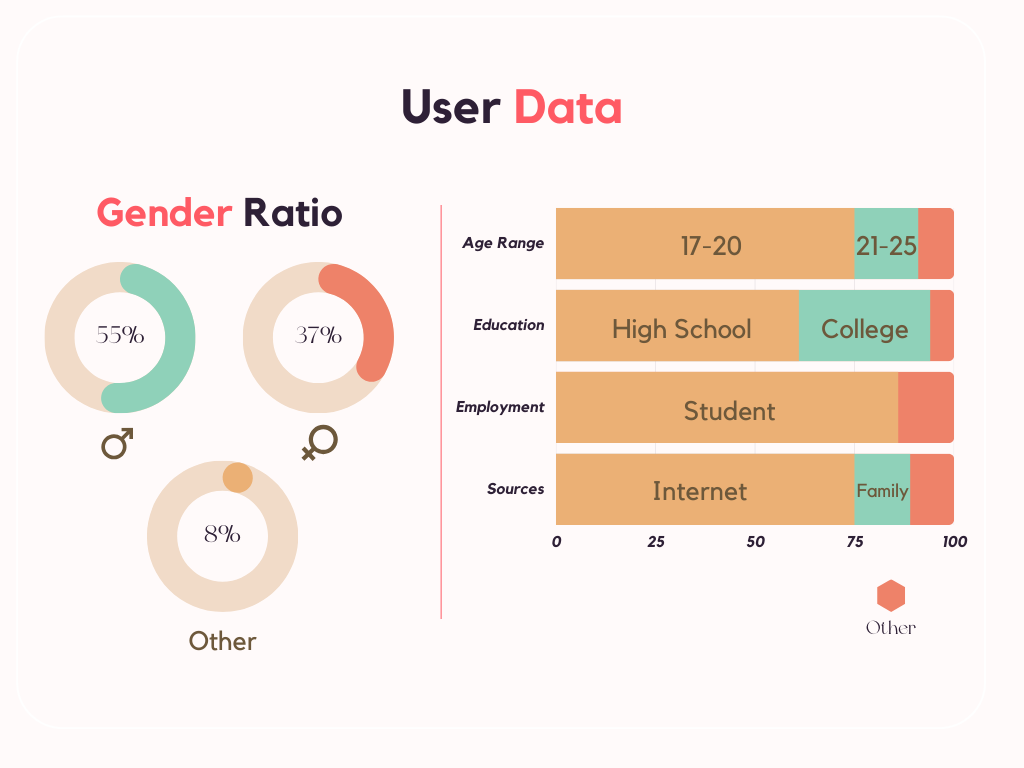 User Data
Gender Ratio
55%
37%
8%
Other
Age Range
17-20
21-25
Education
High School
College
Employment
Student
Sources
Internet
Family
0 25 50 75 100
Other